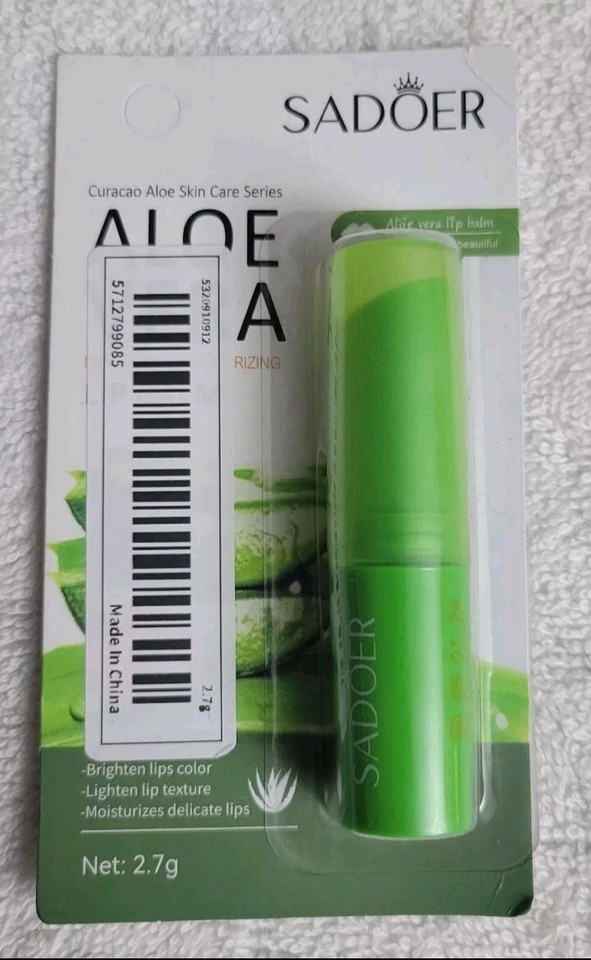 SADOER
Curacao Aloe Skin Care Series
ALOE
A
Aloe vera lip balm
beautiful
RIZING
5320910912
5712799085
Made In China
2.7g
SADOER
-Brighten lips color
-Lighten lip texture
-Moisturizes delicate lips
Net: 2.7g